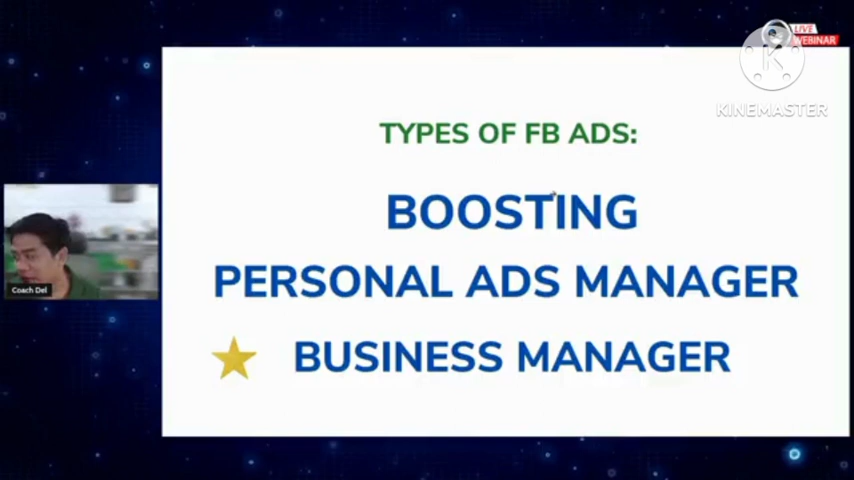 LIVE
WEBINAR
K
KINEMASTER
TYPES OF FB ADS:
BOOSTING
PERSONAL ADS MANAGER
BUSINESS MANAGER
Coach Del